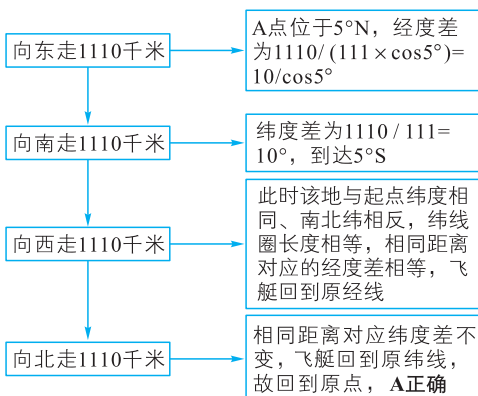 向东走1110千米
A点位于5°N，经度差
为1110/ (111×cos5°)=
10/cos5°
向南走1110千米
纬度差为1110 / 111=
10°，到达5°S
向西走1110千米
此时该地与起点纬度相
同、南北纬相反，纬线
圈长度相等，相同距离
对应的经度差相等，飞
艇回到原经线
向北走1110千米
相同距离对应纬度差不
变，飞艇回到原纬线，
故回到原点，A正确